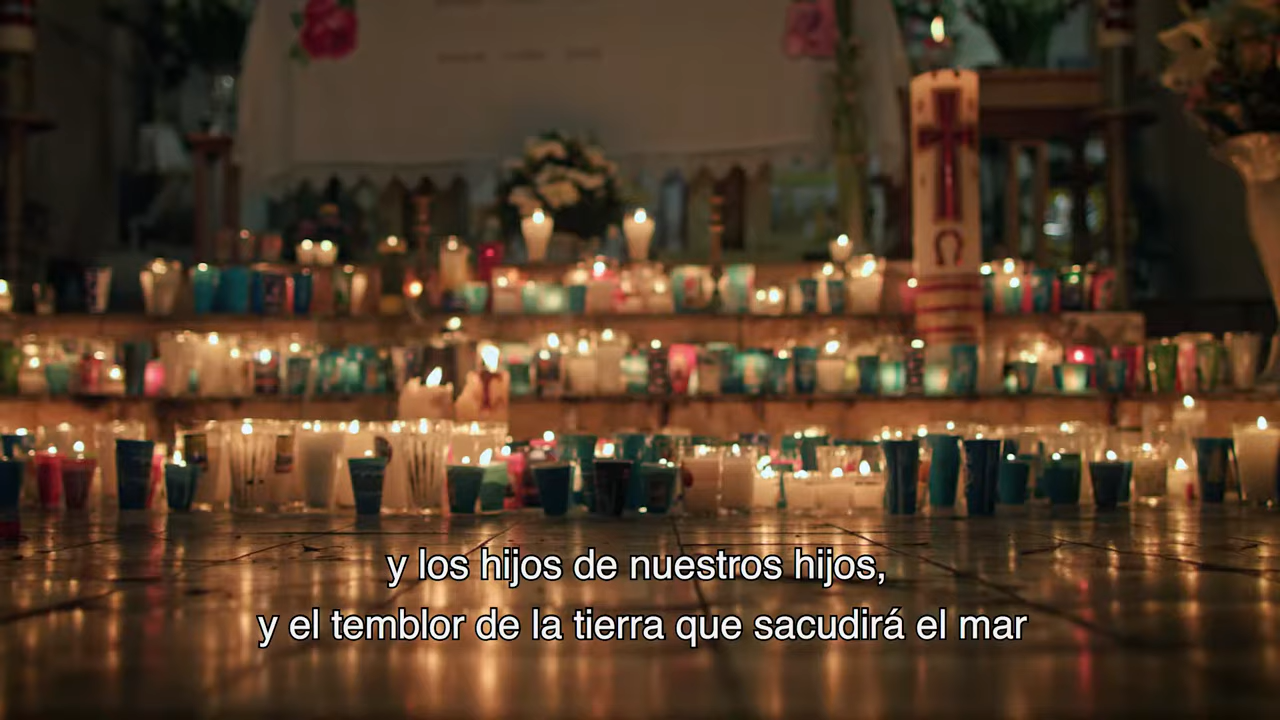 y los hijos de nuestros hijos,
y el temblor de la tierra que sacudirá el mar